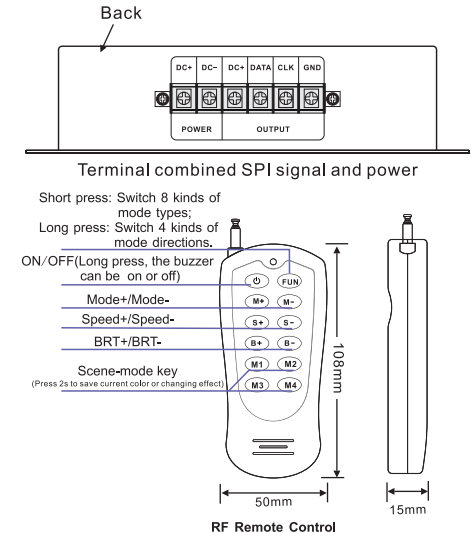 Back
DC+ DC- DC+ DATA CLK GND
POWER OUTPUT
Terminal combined SPI signal and power
Short press: Switch 8 kinds of
mode types;
Long press: Switch 4 kinds of
mode directions.
ON/OFF(Long press, the buzzer
can be on or off)
Mode+/Mode-
Speed+/Speed-
BRT+/BRT-
Scene-mode key
(Press 2s to save current color or changing effect)
FUN
M+ M-
S+ S-
B+ B-
M1 M2
M3 M4
108mm
50mm
15mm
RF Remote Control